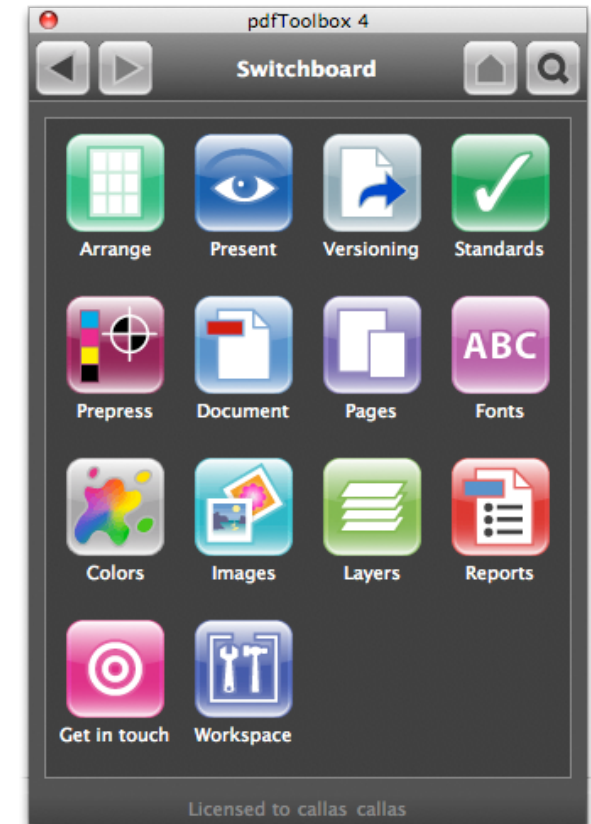 pdfToolbox 4
Switchboard
Arrange Present Versioning Standards
ABC
Prepress Document Pages Fonts
Colors Images Layers Reports
Get in touch Workspace
Licensed to callas callas